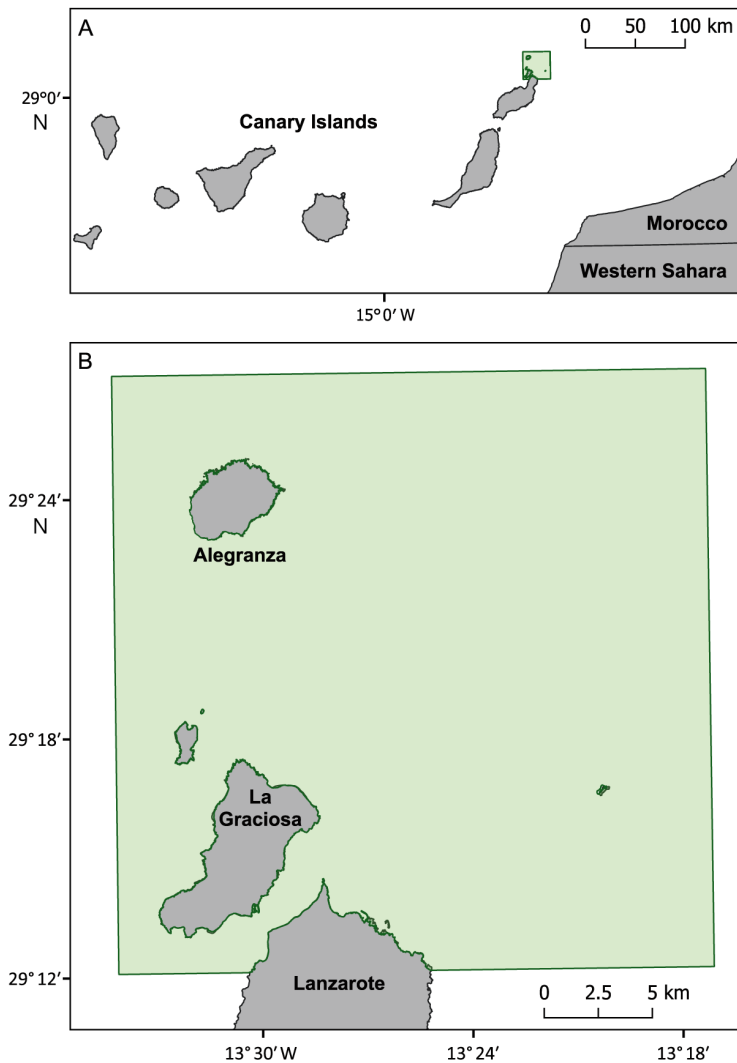 A
0 50 100 km
29°0′
N
Canary Islands
Morocco
Western Sahara
15°0′ W
B
29°24′
N
Alegranza
29°18′
La
Graciosa
29°12′
Lanzarote
0 2.5 5 km
13°30′W 13°24′ 13°18′